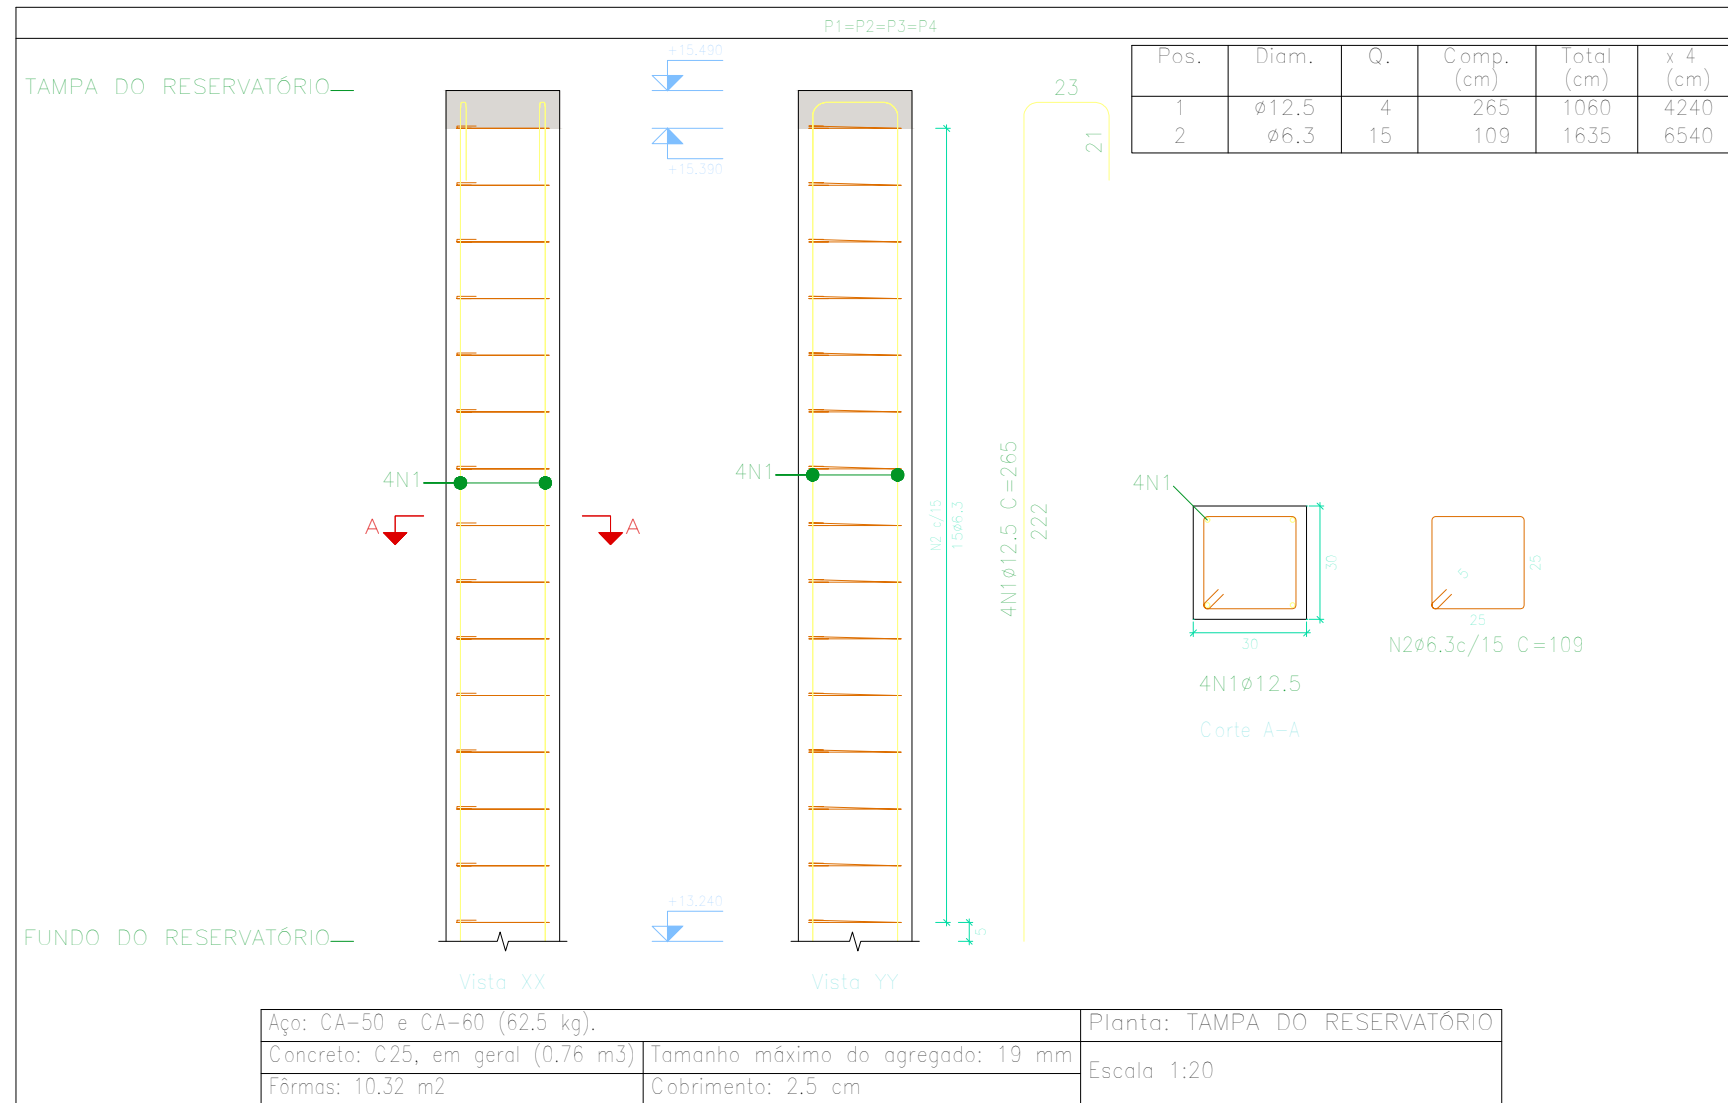 P1=P2=P3=P4
Pos. Diam. Q. Comp. (cm) Total (cm) x 4 (cm)
1 ø12.5 4 265 1060 4240
2 ø6.3 15 109 1635 6540
TAMPA DO RESERVATÓRIO
+15.490
+15.390
23
21
4N1
4N1
A
A
N2 c/15
15ø6.3
4N1ø12.5 C=265
222
4N1
30
30
4N1ø12.5
Corte A-A
5
25
25
N2ø6.3c/15 C=109
+13.240
5
FUNDO DO RESERVATÓRIO
Vista XX
Vista YY
Aço: CA-50 e CA-60 (62.5 kg).
Concreto: C25, em geral (0.76 m3)
Tamanho máximo do agregado: 19 mm
Fôrmas: 10.32 m2
Cobrimento: 2.5 cm
Planta: TAMPA DO RESERVATÓRIO
Escala 1:20